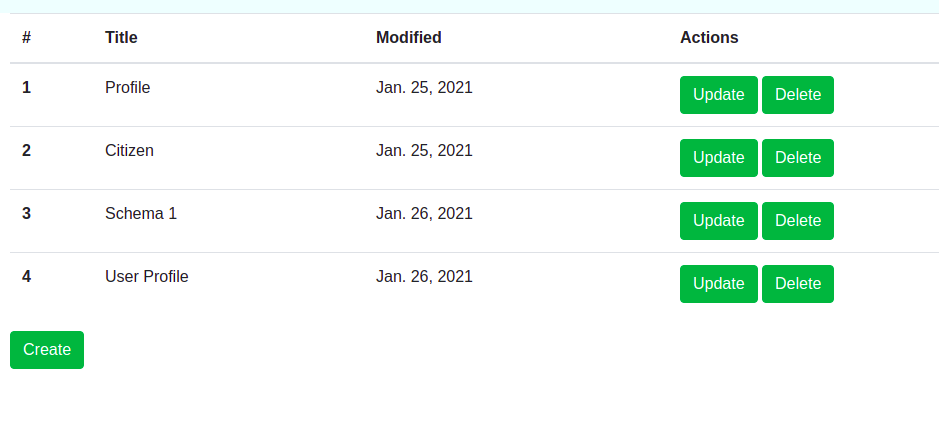 # Title Modified Actions
1 Profile Jan. 25, 2021 Update Delete
2 Citizen Jan. 25, 2021 Update Delete
3 Schema 1 Jan. 26, 2021 Update Delete
4 User Profile Jan. 26, 2021 Update Delete
Create